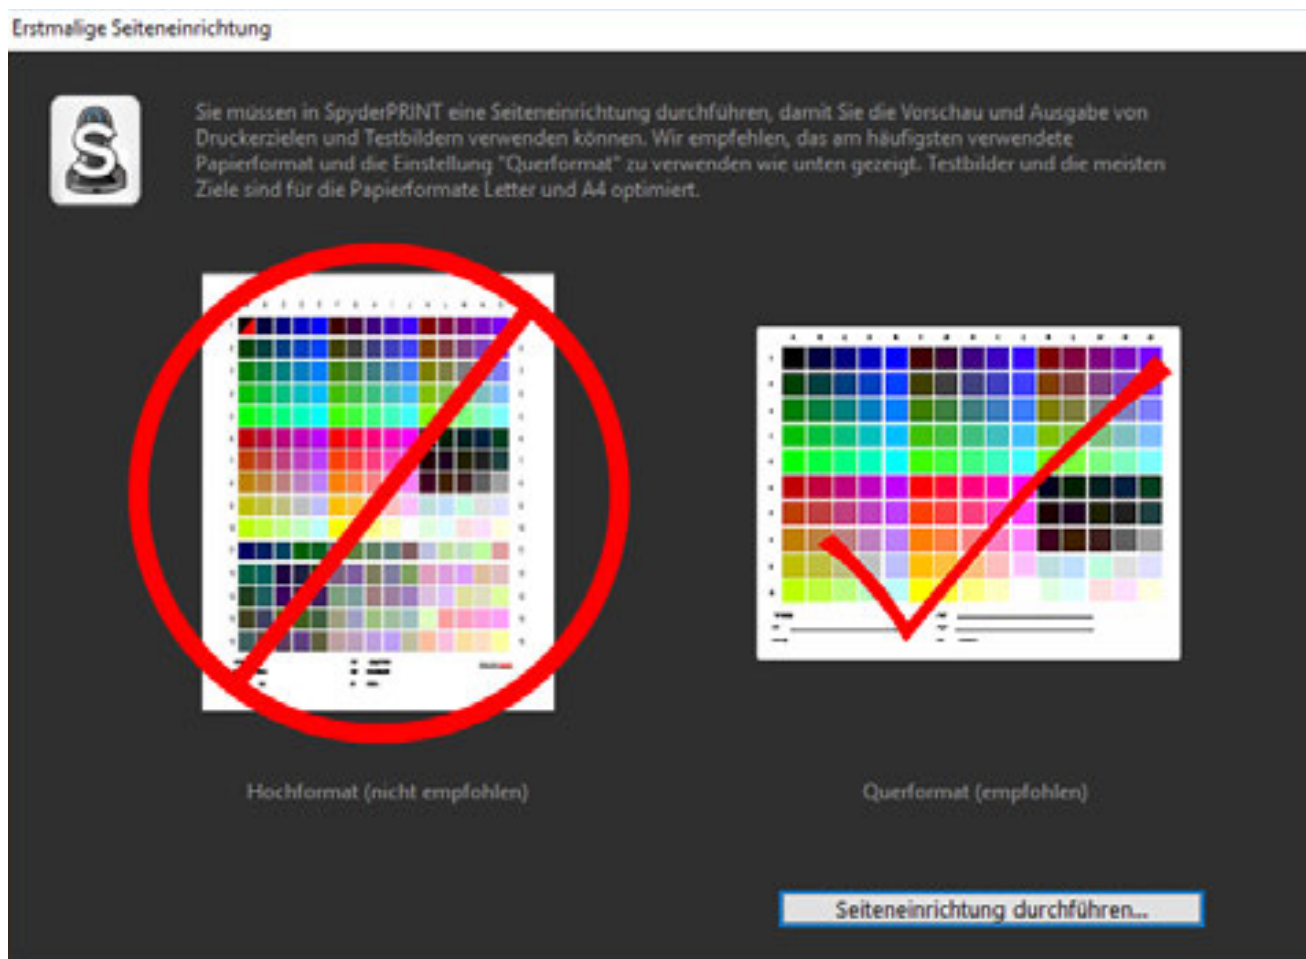 Erstmalige Seiteneinrichtung
S
Sie müssen in SpyderPRINT eine Seiteneinrichtung durchführen, damit Sie die Vorschau und Ausgabe von
Druckerzielen und Testbildern verwenden können. Wir empfehlen, das am häufigsten verwendete
Papierformat und die Einstellung "Querformat" zu verwenden wie unten gezeigt. Testbilder und die meisten
Ziele sind für die Papierformate Letter und A4 optimiert.
Hochformat (nicht empfohlen)
Querformat (empfohlen)
Seiteneinrichtung durchführen...